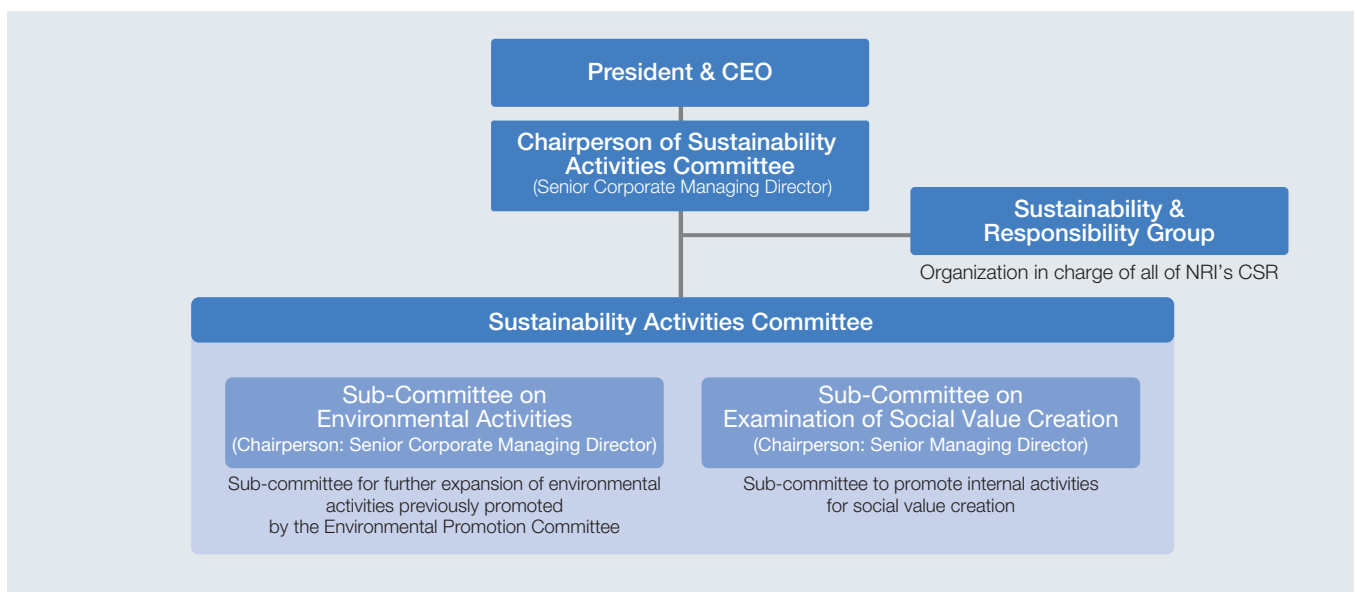 President & CEO
Chairperson of Sustainability
Activities Committee
(Senior Corporate Managing Director)
Sustainability &
Responsibility Group
Organization in charge of all of NRI's CSR
Sustainability Activities Committee
Sub-Committee on
Environmental Activities
(Chairperson: Senior Corporate Managing Director)
Sub-committee for further expansion of environmental
activities previously promoted
by the Environmental Promotion Committee
Sub-Committee on
Examination of Social Value Creation
(Chairperson: Senior Managing Director)
Sub-committee to promote internal activities
for social value creation